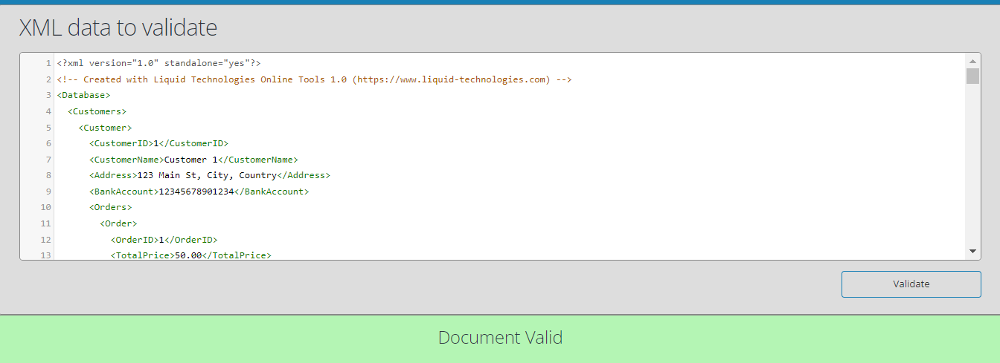 XML data to validate
1 <?xml version="1.0" standalone="yes"?>
2 <!-- Created with Liquid Technologies Online Tools 1.0 (https://www.liquid-technologies.com) -->
3 <Database>
4 <Customers>
5 <Customer>
6 <CustomerID>1</CustomerID>
7 <CustomerName>Customer 1</CustomerName>
8 <Address>123 Main St, City, Country</Address>
9 <BankAccount>12345678901234</BankAccount>
10 <Orders>
11 <Order>
12 <OrderID>1</OrderID>
13 <TotalPrice>50.00</TotalPrice>
Validate
Document Valid